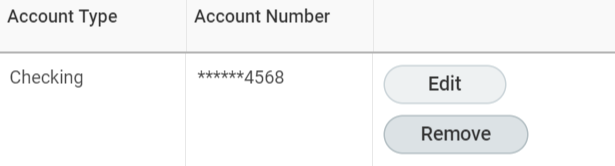 Account Type Account Number
Checking ******4568 Edit
Remove